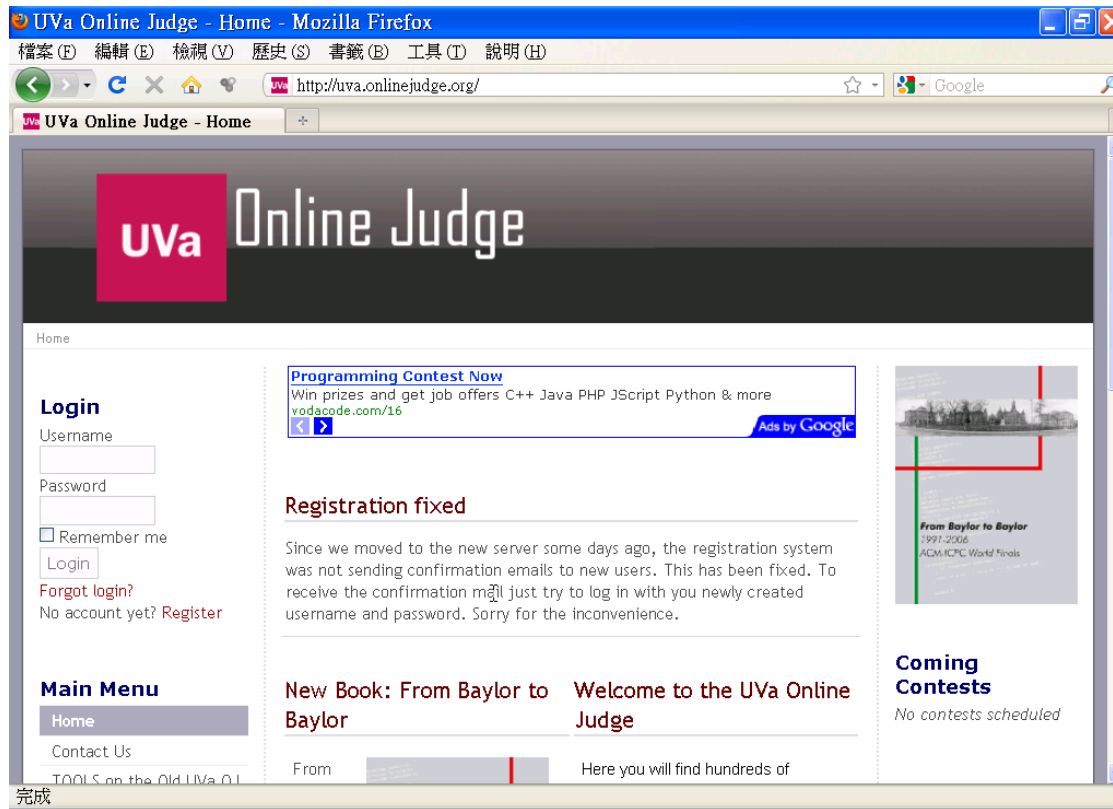 UVa Online Judge - Home - Mozilla Firefox
檔案(F) 編輯(E) 檢視(V) 歷史(S) 書籤(B) 工具(T) 說明(H)
UVa http://uva.onlinejudge.org/ Google
UVa UVa Online Judge - Home
UVa Online Judge
Home
Login
Username
Password
Remember me
Login
Forgot login?
No account yet? Register
Main Menu
Home
Contact Us
TOOLS on the Old UVa OJ
Programming Contest Now
Win prizes and get job offers C++ Java PHP JScript Python & more
vodacode.com/16
Ads by Google
Registration fixed
Since we moved to the new server some days ago, the registration system
was not sending confirmation emails to new users. This has been fixed. To
receive the confirmation mail just try to log in with you newly created
username and password. Sorry for the inconvenience.
New Book: From Baylor to
Baylor
From
Welcome to the UVa Online
Judge
Here you will find hundreds of
From Baylor to Baylor
1991-2006
ACM-ICPC World Finals
Coming
Contests
No contests scheduled
完成